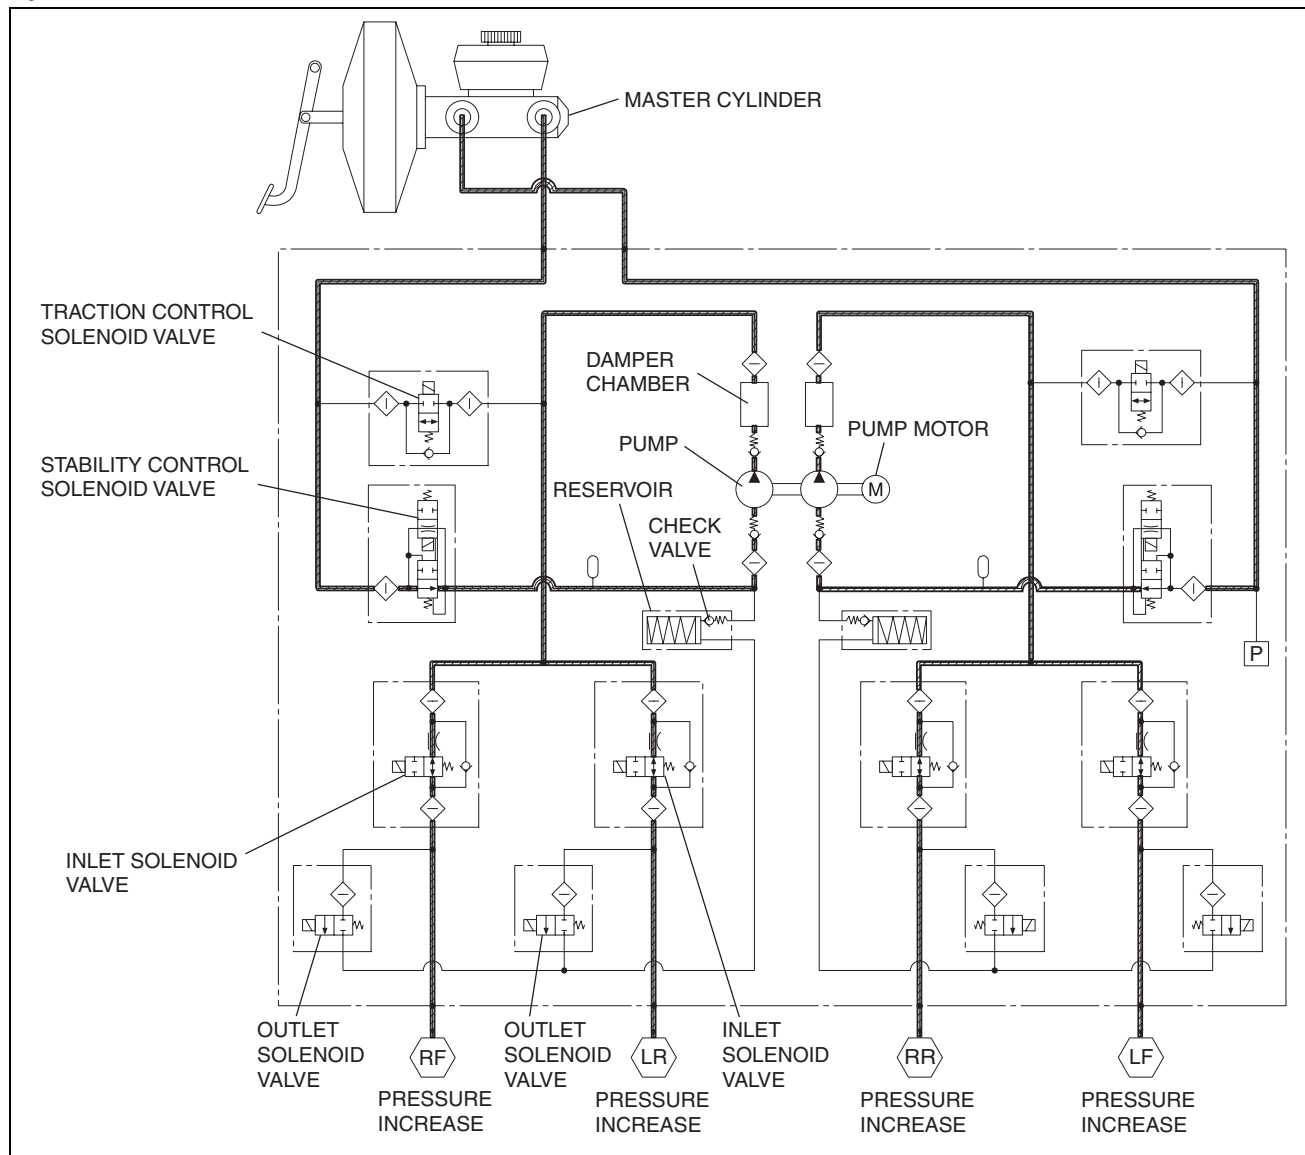 MASTER CYLINDER
TRACTION CONTROL
SOLENOID VALVE
DAMPER
CHAMBER
PUMP MOTOR
PUMP
M
STABILITY CONTROL
SOLENOID VALVE
RESERVOIR
CHECK
VALVE
P
INLET SOLENOID
VALVE
OUTLET
SOLENOID
VALVE
RF
PRESSURE
INCREASE
OUTLET
SOLENOID
VALVE
LR
PRESSURE
INCREASE
INLET
SOLENOID
VALVE
RR
PRESSURE
INCREASE
LF
PRESSURE
INCREASE